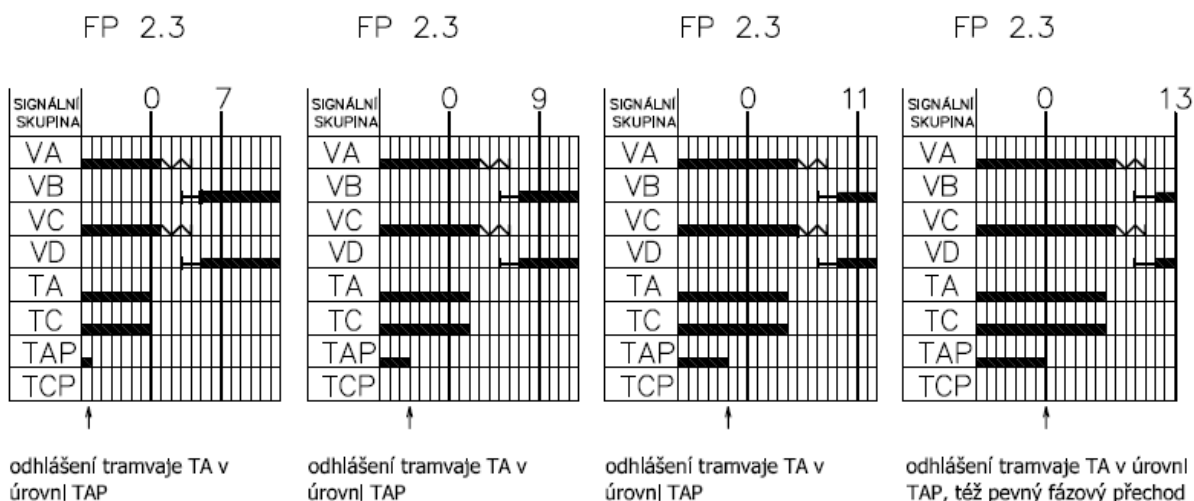 FP 2.3 FP 2.3 FP 2.3 FP 2.3
SIGNÁLNÍ SKUPINA 0 7
VA
VB
VC
VD
TA
TC
TAP
TCP
odhlášení tramvaje TA v
úrovni TAP
SIGNÁLNÍ SKUPINA 0 9
VA
VB
VC
VD
TA
TC
TAP
TCP
odhlášení tramvaje TA v
úrovni TAP
SIGNÁLNÍ SKUPINA 0 11
VA
VB
VC
VD
TA
TC
TAP
TCP
odhlášení tramvaje TA v
úrovni TAP
SIGNÁLNÍ SKUPINA 0 13
VA
VB
VC
VD
TA
TC
TAP
TCP
odhlášení tramvaje TA v úrovni
TAP, též pevný fázový přechod